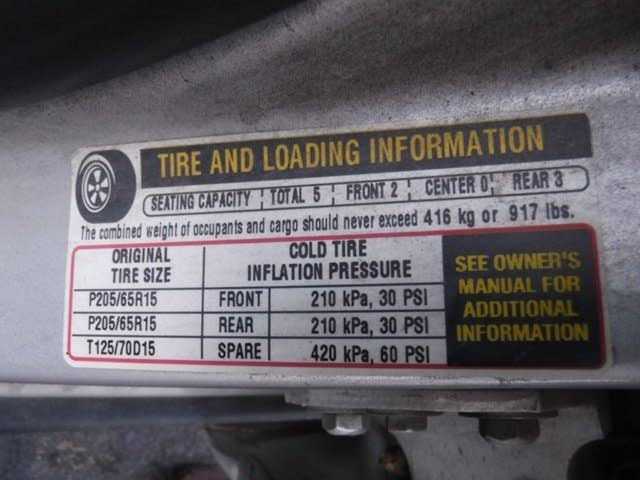 TIRE AND LOADING INFORMATION
SEATING CAPACITY TOTAL 5 FRONT 2 CENTER 0 REAR 3
The combined weight of occupants and cargo should never exceed 416 kg or 917 lbs.
ORIGINAL TIRE SIZE
COLD TIRE INFLATION PRESSURE
P205/65R15 FRONT 210 kPa, 30 PSI
P205/65R15 REAR 210 kPa, 30 PSI
T125/70D15 SPARE 420 kPa, 60 PSI
SEE OWNER'S
MANUAL FOR
ADDITIONAL
INFORMATION